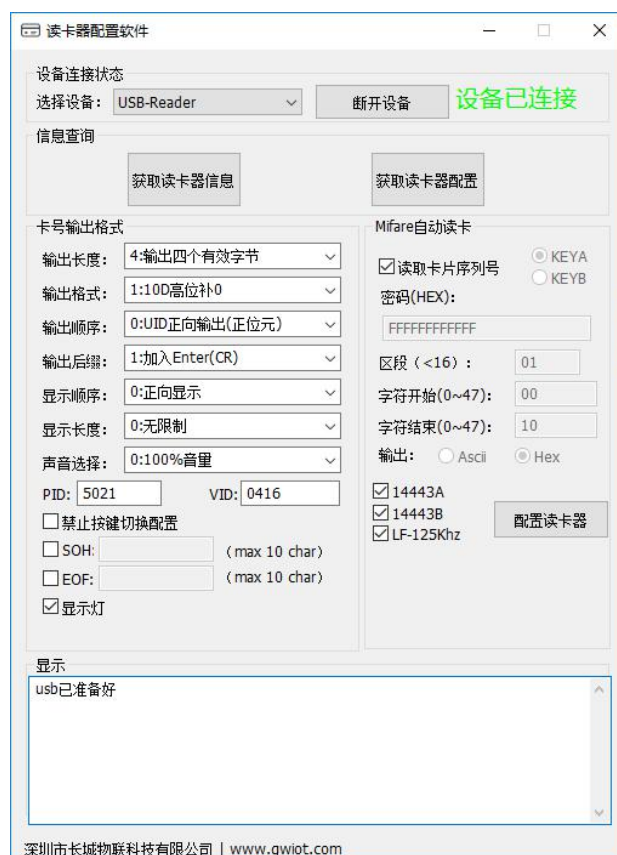 读卡器配置软件
设备连接状态
选择设备: USB-Reader 断开设备 设备已连接
信息查询
获取读卡器信息 获取读卡器配置
卡号输出格式
输出长度: 4:输出四个有效字节
输出格式: 1:10D高位补0
输出顺序: 0:UID正向输出(正位元)
输出后缀: 1:加入Enter(CR)
显示顺序: 0:正向显示
显示长度: 0:无限制
声音选择: 0:100%音量
PID: 5021 VID: 0416
禁止按键切换配置
SOH: (max 10 char)
EOF: (max 10 char)
显示灯
Mifare自动读卡
读取卡片序列号 KEYA
KEYB
密码(HEX):
FFFFFFFFFFFF
区段（<16）: 01
字符开始(0~47): 00
字符结束(0~47): 10
输出: Ascii Hex
14443A
14443B
LF-125Khz
配置读卡器
显示
usb已准备好
深圳市长城物联科技有限公司 | www.gwiot.com